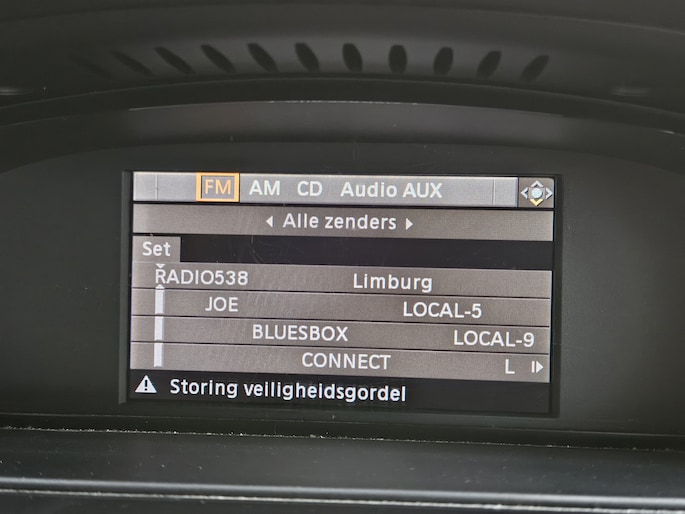 FM AM CD Audio AUX
Alle zenders
Set
RADIO538 Limburg
JOE LOCAL-5
BLUESBOX LOCAL-9
CONNECT L
Storing veiligheidsgordel